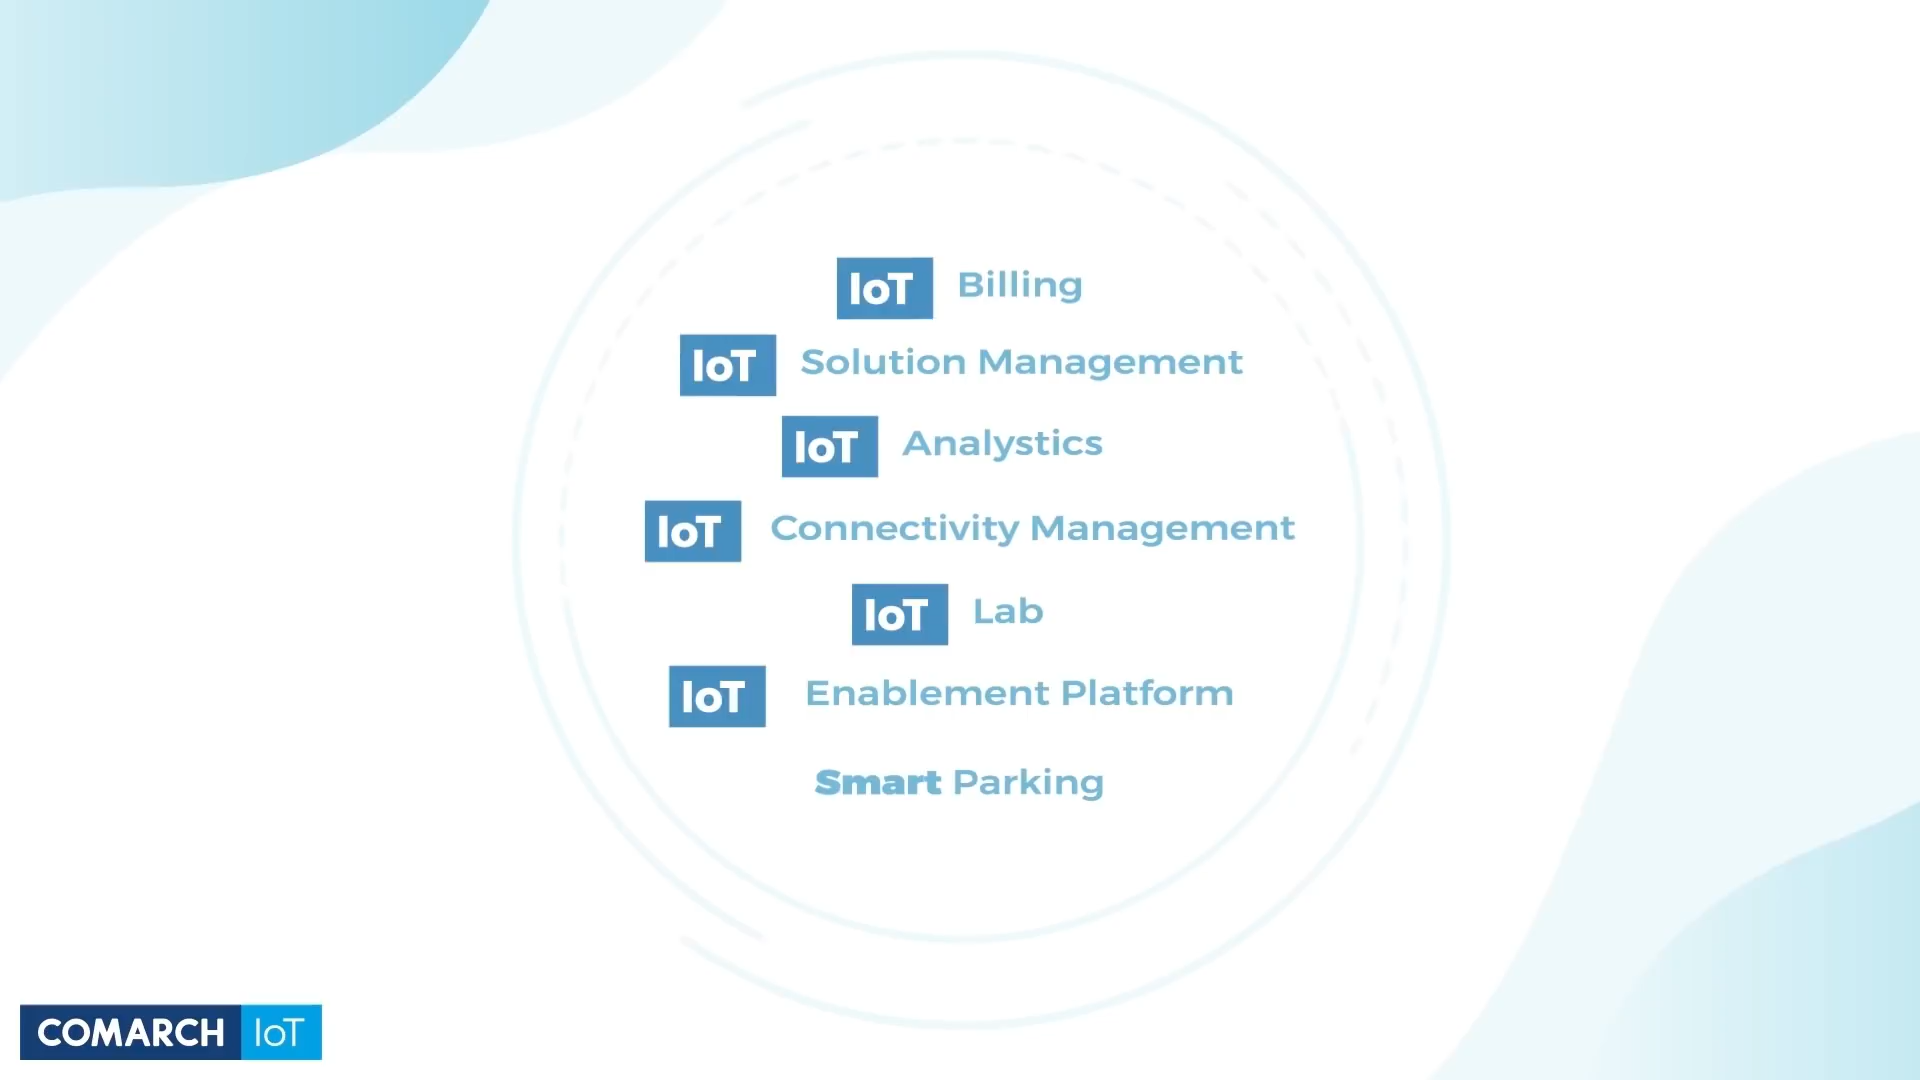 IoT Billing
IoT Solution Management
IoT Analystics
IoT Connectivity Management
IoT Lab
IoT Enablement Platform
Smart Parking
COMARCH IoT